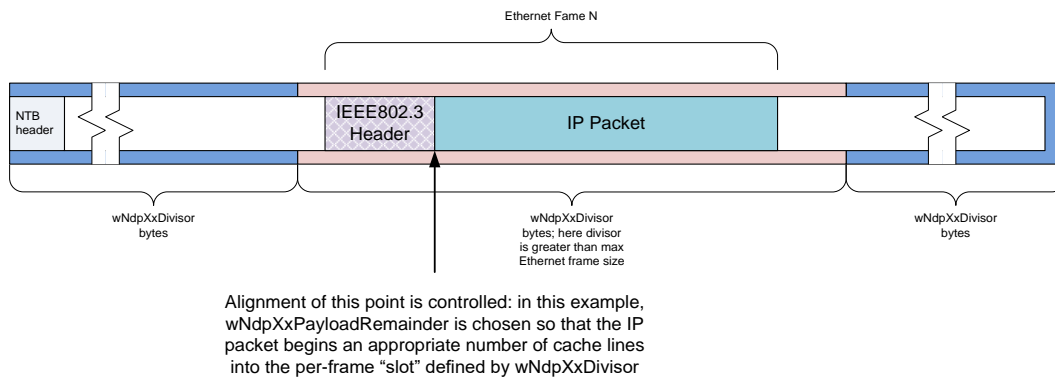 Ethernet Fame N
NTB
header
IEEE802.3
Header
IP Packet
wNdpXxDivisor
bytes
wNdpXxDivisor
bytes; here divisor
is greater than max
Ethernet frame size
wNdpXxDivisor
bytes
Alignment of this point is controlled: in this example,
wNdpXxPayloadRemainder is chosen so that the IP
packet begins an appropriate number of cache lines
into the per-frame “slot” defined by wNdpXxDivisor